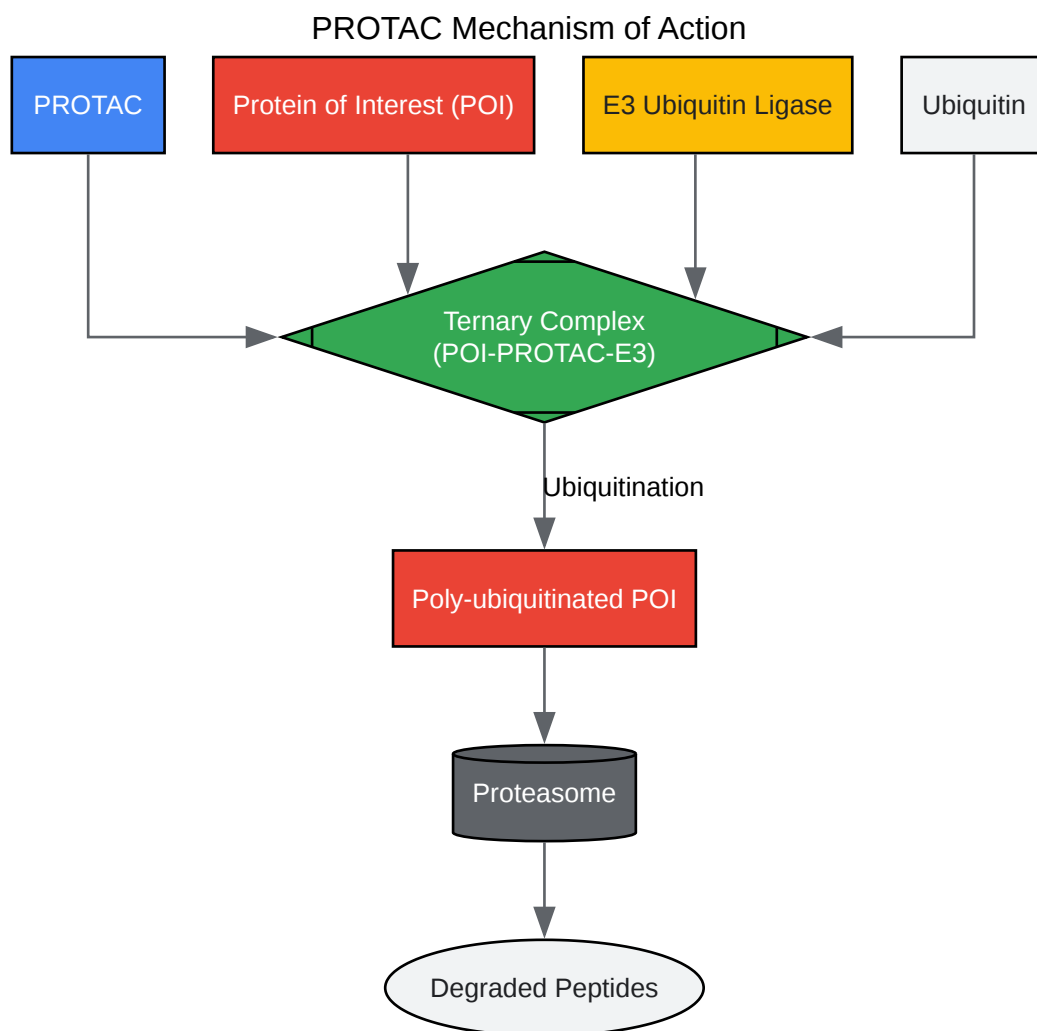 PROTAC Mechanism of Action
PROTAC
Protein of Interest (POI)
E3 Ubiquitin Ligase
Ubiquitin
Ternary Complex
(POI-PROTAC-E3)
Ubiquitination
Poly-ubiquitinated POI
Proteasome
Degraded Peptides